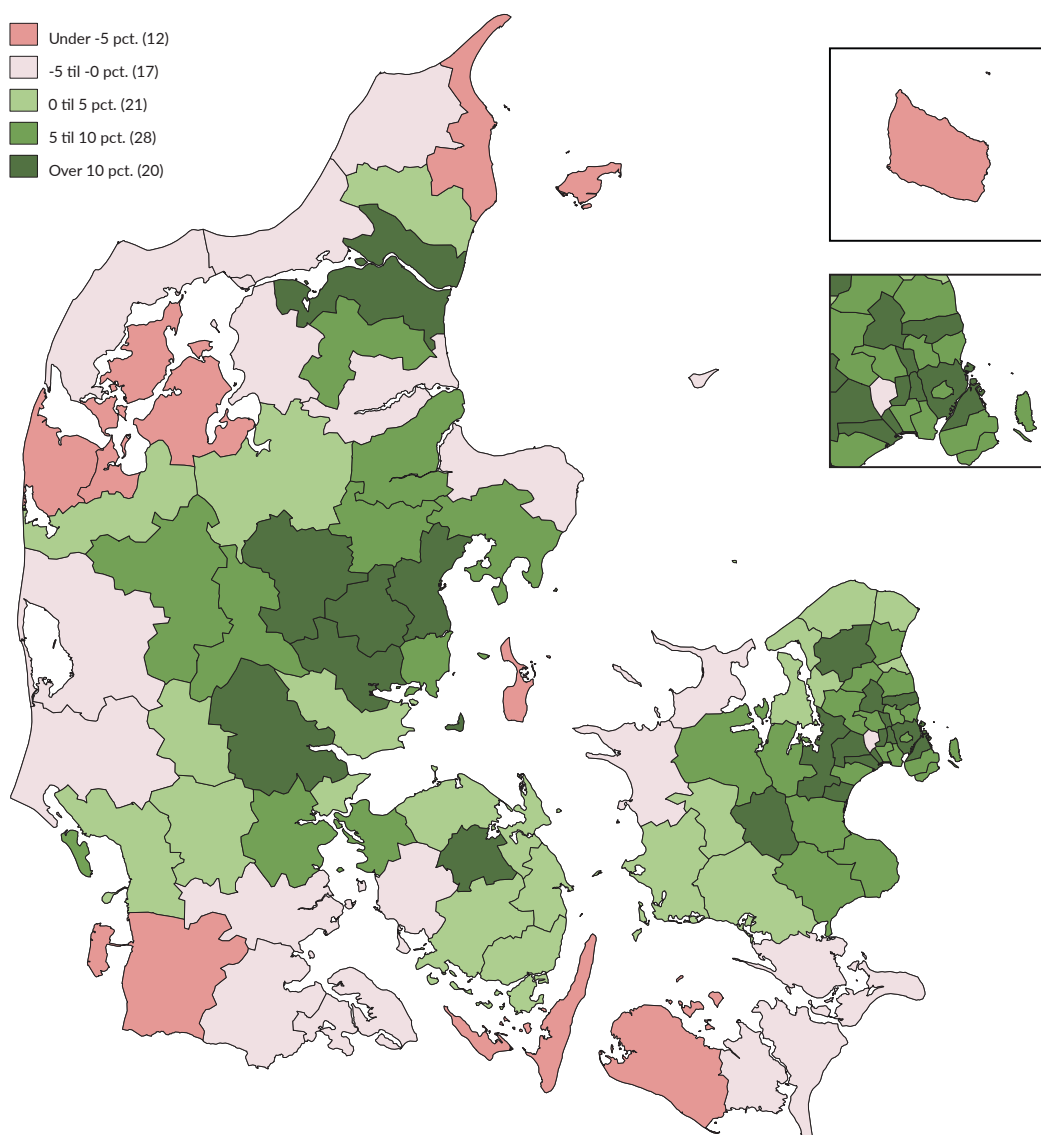 Under -5 pct. (12)
-5 til -0 pct. (17)
0 til 5 pct. (21)
5 til 10 pct. (28)
Over 10 pct. (20)